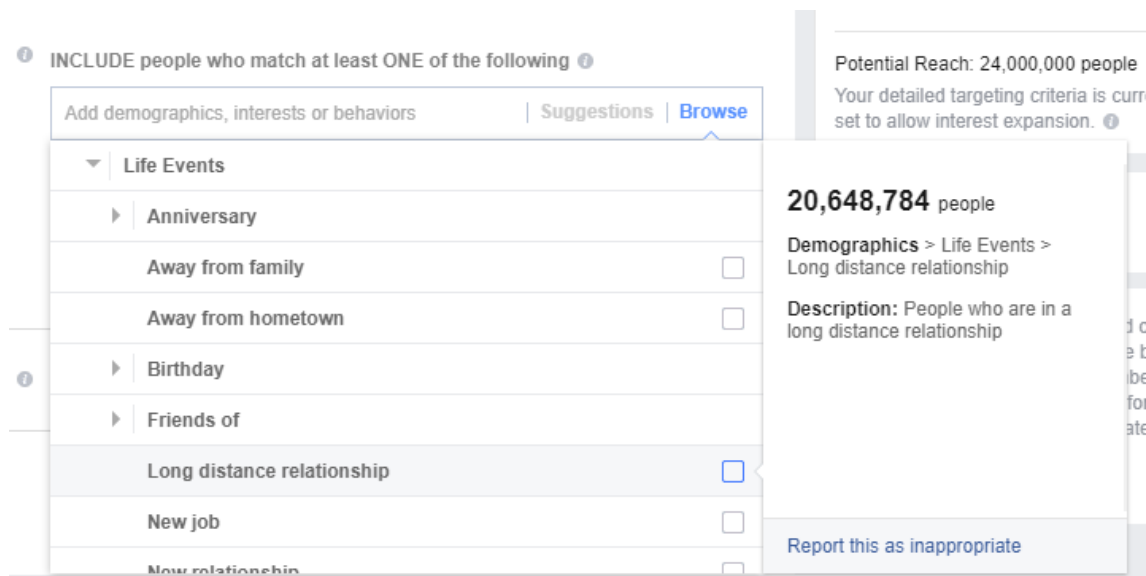 INCLUDE people who match at least ONE of the following
Add demographics, interests or behaviors | Suggestions | Browse
Life Events
Anniversary
Away from family
Away from hometown
Birthday
Friends of
Long distance relationship
New job
New relationship
Potential Reach: 24,000,000 people
Your detailed targeting criteria is
set to allow interest expansion.
20,648,784 people
Demographics > Life Events >
Long distance relationship
Description: People who are in a
long distance relationship
Report this as inappropriate